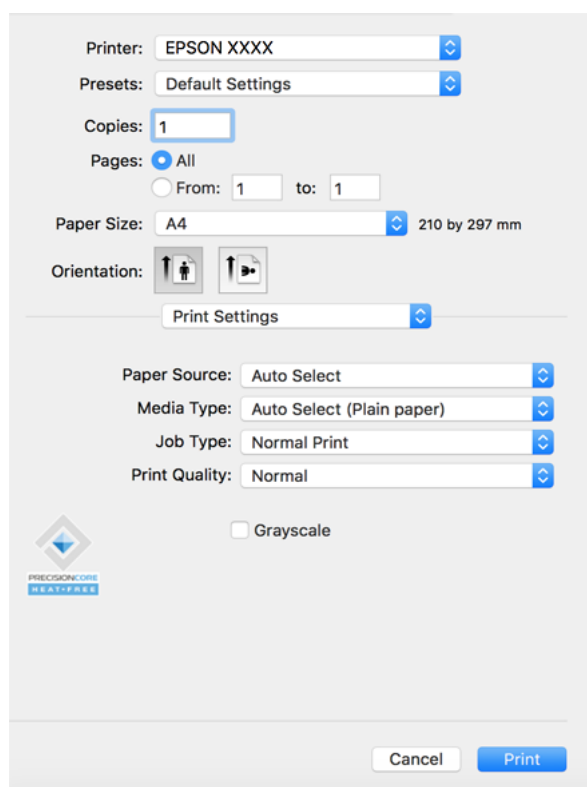 Printer: EPSON XXXX
Presets: Default Settings
Copies: 1
Pages: All
From: 1 to: 1
Paper Size: A4 210 by 297 mm
Orientation:
Print Settings
Paper Source: Auto Select
Media Type: Auto Select (Plain paper)
Job Type: Normal Print
Print Quality: Normal
Grayscale
PRECISIONCORE
HEAT•FREE
Cancel Print